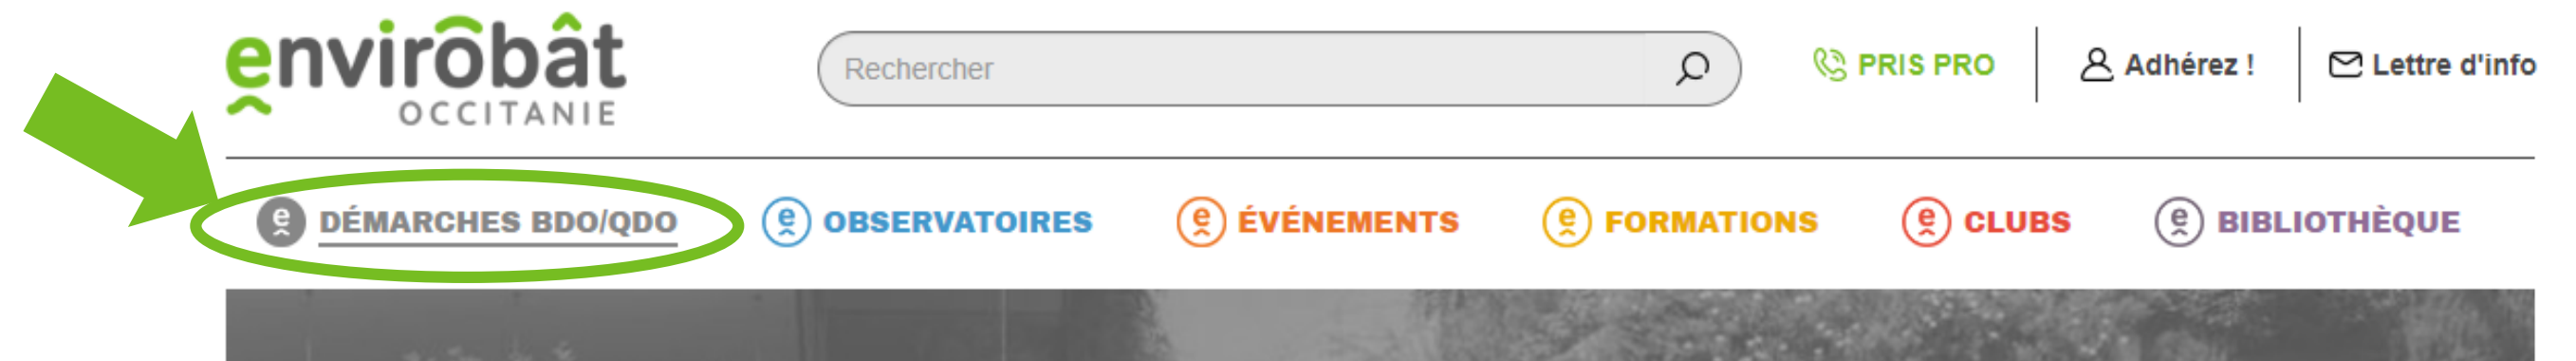 envirobât
OCCITANIE
Rechercher
PRIS PRO
Adhérez !
Lettre d'info
DÉMARCHES BDO/QDO
OBSERVATOIRES
ÉVÉNEMENTS
FORMATIONS
CLUBS
BIBLIOTHÈQUE